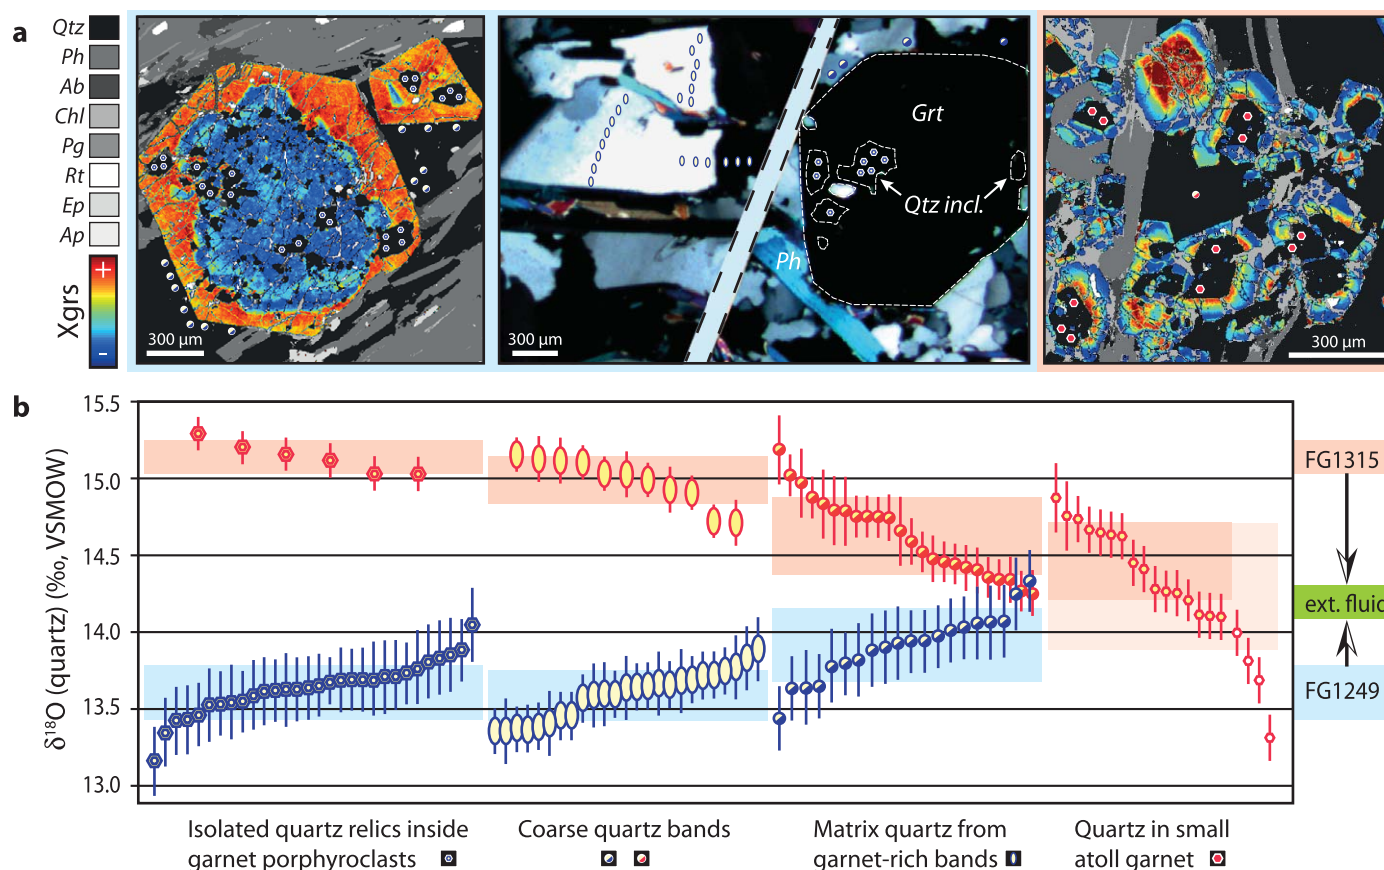 a
Qtz
Ph
Ab
Chl
Pg
Rt
Ep
Ap
+
Xgrs
-
300 µm
Grt
Qtz incl.
Ph
300 µm
300 µm
b
δ18O (quartz) (‰, VSMOW)
15.5
15.0
14.5
14.0
13.5
13.0
FG1315
ext. fluid
FG1249
Isolated quartz relics inside
garnet porphyroclasts
Coarse quartz bands
Matrix quartz from
garnet-rich bands
Quartz in small
atoll garnet